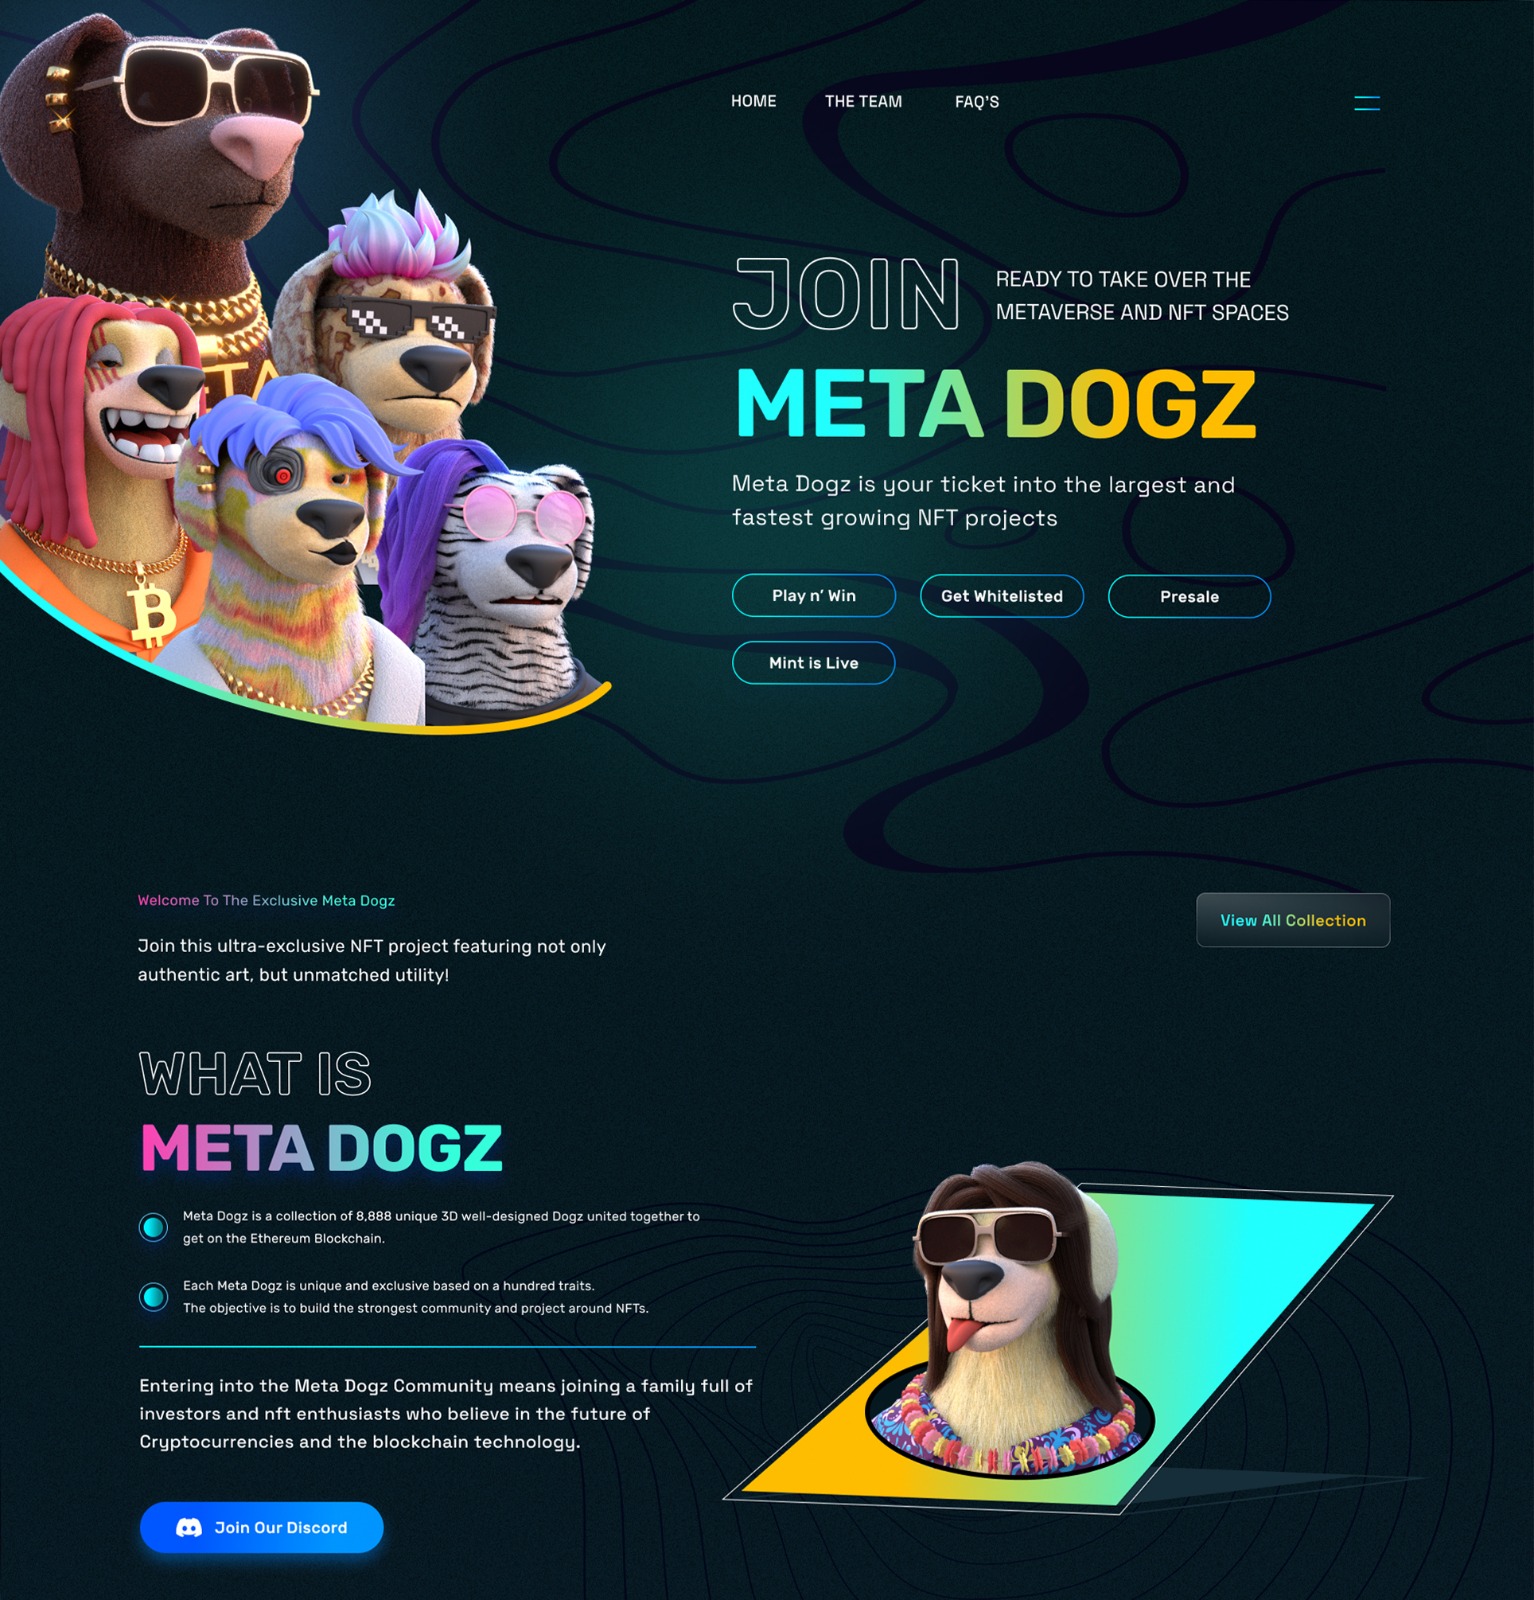 HOME THE TEAM FAQ'S
JOIN
READY TO TAKE OVER THE
METAVERSE AND NFT SPACES
META DOGZ
Meta Dogz is your ticket into the largest and
fastest growing NFT projects
Play n' Win
Get Whitelisted
Presale
Mint is Live
Welcome To The Exclusive Meta Dogz
View All Collection
Join this ultra-exclusive NFT project featuring not only
authentic art, but unmatched utility!
WHAT IS
META DOGZ
Meta Dogz is a collection of 8,888 unique 3D well-designed Dogz united together to
get on the Ethereum Blockchain.
Each Meta Dogz is unique and exclusive based on a hundred traits.
The objective is to build the strongest community and project around NFTs.
Entering into the Meta Dogz Community means joining a family full of
investors and nft enthusiasts who believe in the future of
Cryptocurrencies and the blockchain technology.
Join Our Discord